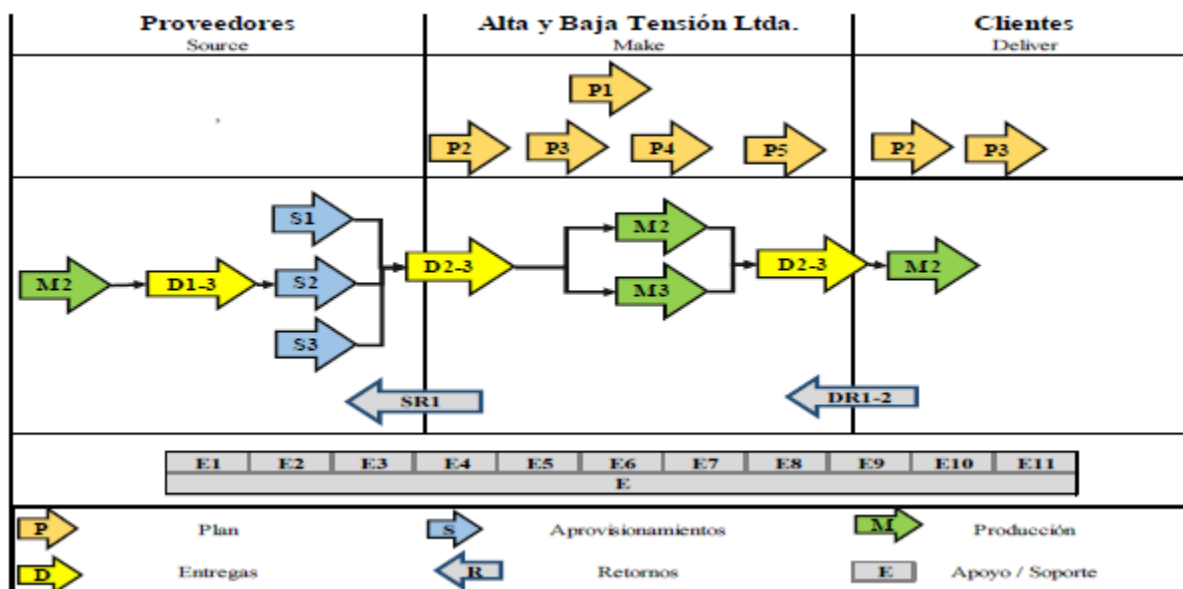 Proveedores
Source
Alta y Baja Tensión Ltda.
Make
Clientes
Deliver
P1
P2 P3 P4 P5 P2 P3
S1
M2 D1-3 S2 D2-3 M2 D2-3 M2
M3
S3
SR1 DR1-2
E1 E2 E3 E4 E5 E6 E7 E8 E9 E10 E11
E
P Plan S Aprovisionamientos M Producción
D Entregas R Retornos E Apoyo / Soporte